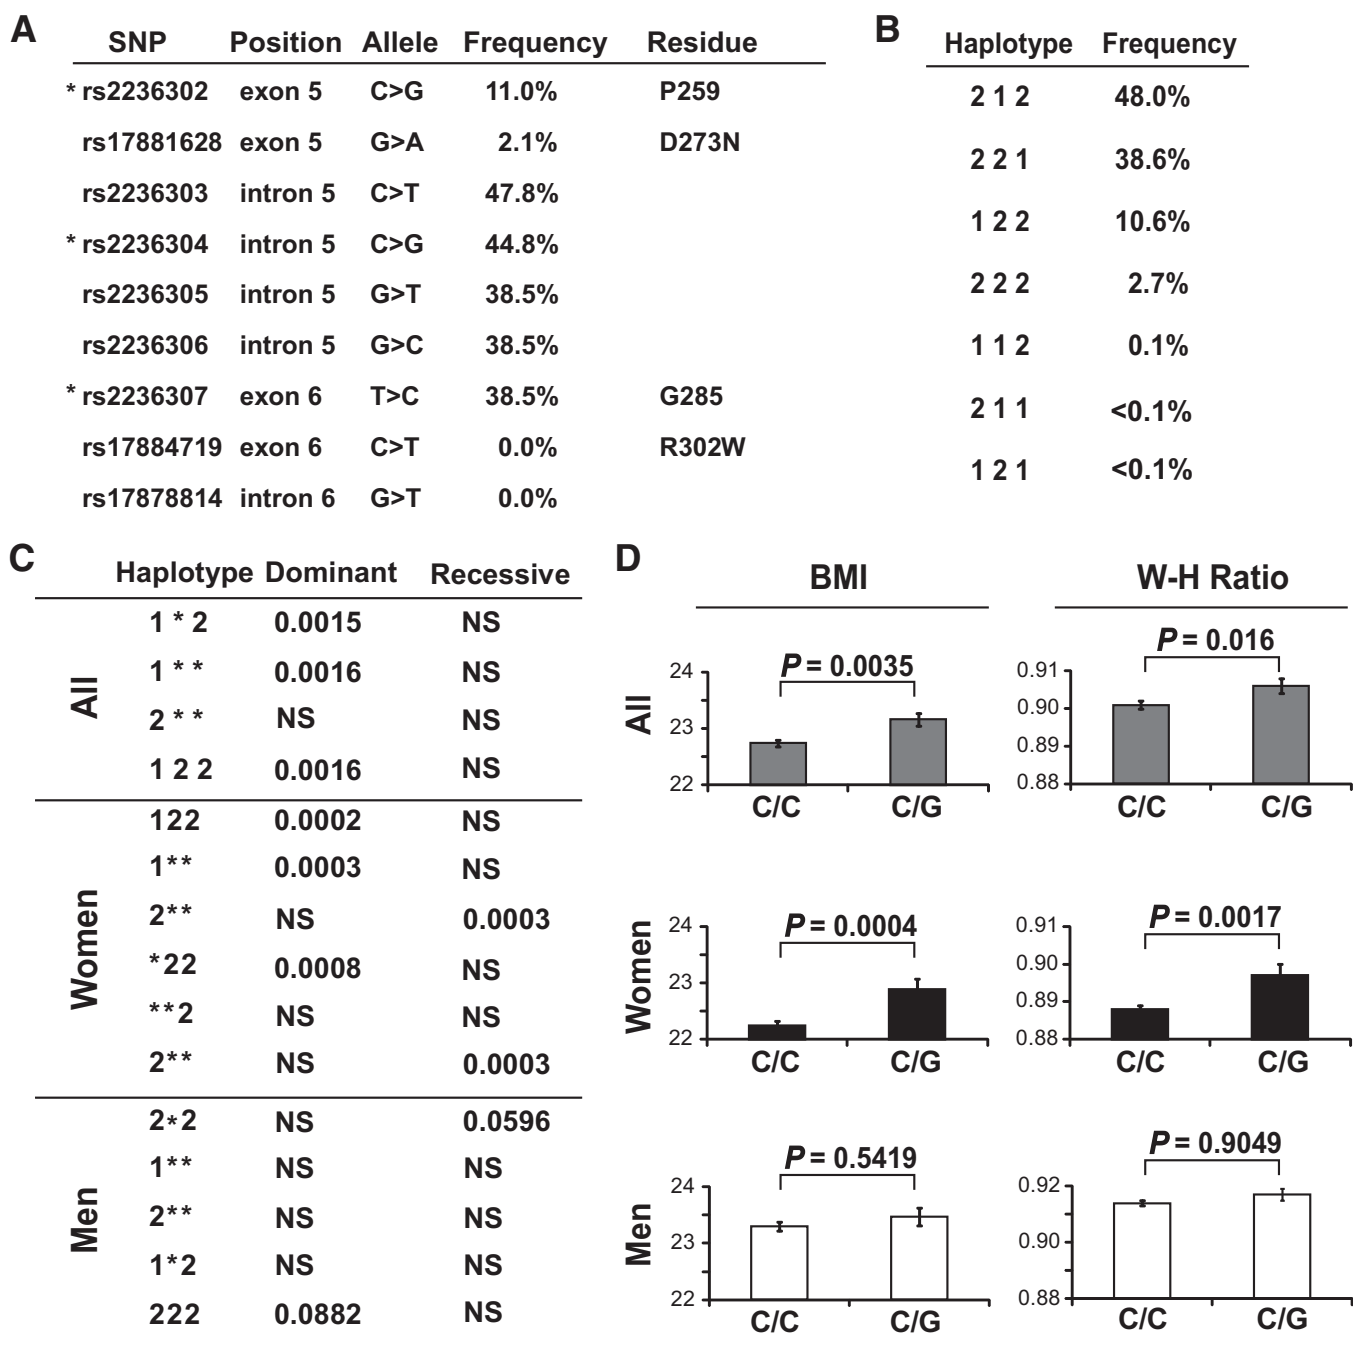 A
SNP Position Allele Frequency Residue
* rs2236302 exon 5 C>G 11.0% P259
rs17881628 exon 5 G>A 2.1% D273N
rs2236303 intron 5 C>T 47.8%
* rs2236304 intron 5 C>G 44.8%
rs2236305 intron 5 G>T 38.5%
rs2236306 intron 5 G>C 38.5%
* rs2236307 exon 6 T>C 38.5% G285
rs17884719 exon 6 C>T 0.0% R302W
rs17878814 intron 6 G>T 0.0%
B
Haplotype Frequency
2 1 2 48.0%
2 2 1 38.6%
1 2 2 10.6%
2 2 2 2.7%
1 1 2 0.1%
2 1 1 <0.1%
1 2 1 <0.1%
C
Haplotype Dominant Recessive
All
1 * 2 0.0015 NS
1 * * 0.0016 NS
2 * * NS NS
1 2 2 0.0016 NS
Women
122 0.0002 NS
1** 0.0003 NS
2** NS 0.0003
*22 0.0008 NS
**2 NS NS
2** NS 0.0003
Men
2*2 NS 0.0596
1** NS NS
2** NS NS
1*2 NS NS
222 0.0882 NS
D
BMI W-H Ratio
All
P = 0.0035
24
23
22
C/C C/G
P = 0.016
0.91
0.90
0.89
0.88
C/C C/G
Women
P = 0.0004
24
23
22
C/C C/G
P = 0.0017
0.91
0.90
0.89
0.88
C/C C/G
Men
P = 0.5419
24
23
22
C/C C/G
P = 0.9049
0.92
0.90
0.88
C/C C/G